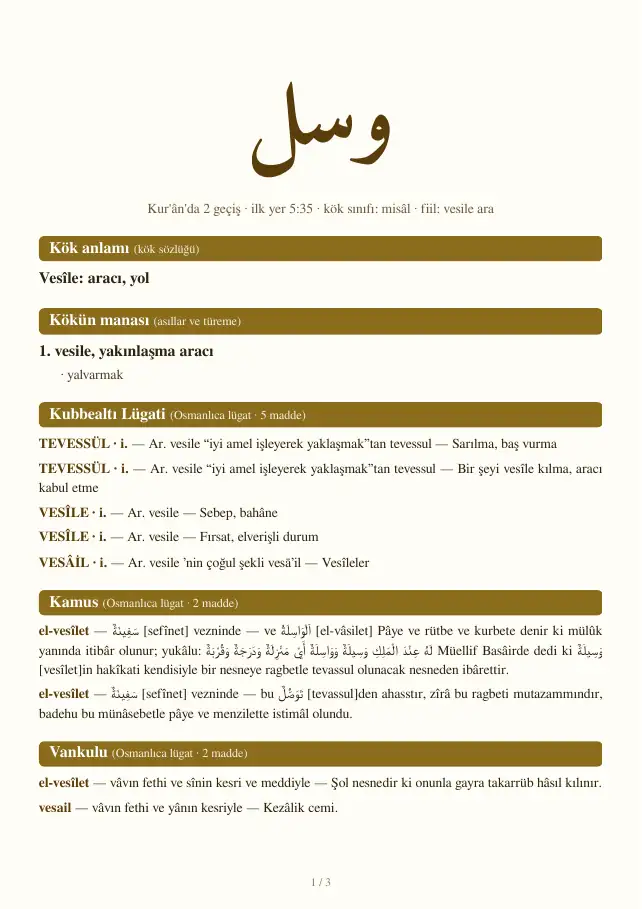 وسل
Kur'ân'da 2 geçiş · ilk yer 5:35 · kök sınıfı: misâl · fiil: vesile ara
Kök anlamı (kök sözlüğü)
Vesîle: aracı, yol
Kökün manası (asıllar ve türeme)
1. vesile, yakınlaşma aracı
· yalvarmak
Kubbealtı Lügati (Osmanlıca lügat · 5 madde)
TEVESSÜL · i. — Ar. vesile “iyi amel işleyerek yaklaşmak”tan tevessul — Sarılma, baş vurma
TEVESSÜL · i. — Ar. vesile “iyi amel işleyerek yaklaşmak”tan tevessul — Bir şeyi vesîle kılma, aracı
kabul etme
VESÎLE · i. — Ar. vesile — Sebep, bahâne
VESÎLE · i. — Ar. vesile — Fırsat, elverişli durum
VESÂİL · i. — Ar. vesile ’nin çoğul şekli vesā’il — Vesîleler
Kamus (Osmanlıca lügat · 2 madde)
el-vesîlet — سَفِينَةٌ [sefînet] vezninde — ve اَلْوَاسِلَةُ [el-vâsilet] Pâye ve rütbe ve kurbete denir ki mülûk
yanında itibâr olunur; yukâlu: لَهُ عِنْدَ الْمَلِكِ وَسِيلَةٌ وَوَاسِلَةٌ أَيْ مَنْزِلَةٌ وَدَرَجَةٌ وَقُرْبَةٌ Müellif Basâirde dedi ki وَسِيلَةٌ
[vesîlet]in hakîkati kendisiyle bir nesneye ragbetle tevassul olunacak nesneden ibârettir.
el-vesîlet — سَفِينَةٌ [sefînet] vezninde — bu تَوَصُّلٌ [tevassul]den ahasstır, zîrâ bu ragbeti mutazammındır,
badehu bu münâsebetle pâye ve menzilette istimâl olundu.
Vankulu (Osmanlıca lügat · 2 madde)
el-vesîlet — vâvın fethi ve sînin kesri ve meddiyle — Şol nesnedir ki onunla gayra takarrüb hâsıl kılınır.
vesail — vâvın fethi ve yânın kesriyle — Kezâlik cemi.
1 / 3